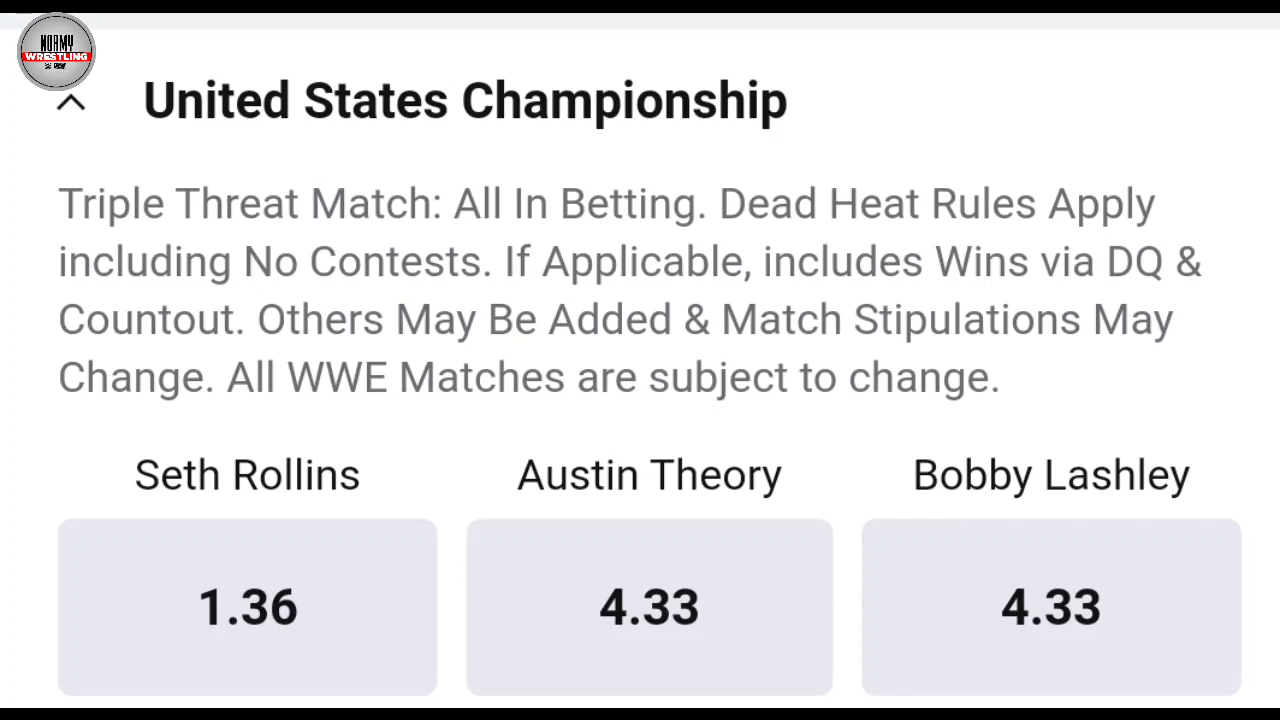 NORMY
WRESTLING
United States Championship
Triple Threat Match: All In Betting. Dead Heat Rules Apply
including No Contests. If Applicable, includes Wins via DQ &
Countout. Others May Be Added & Match Stipulations May
Change. All WWE Matches are subject to change.
Seth Rollins Austin Theory Bobby Lashley
1.36 4.33 4.33